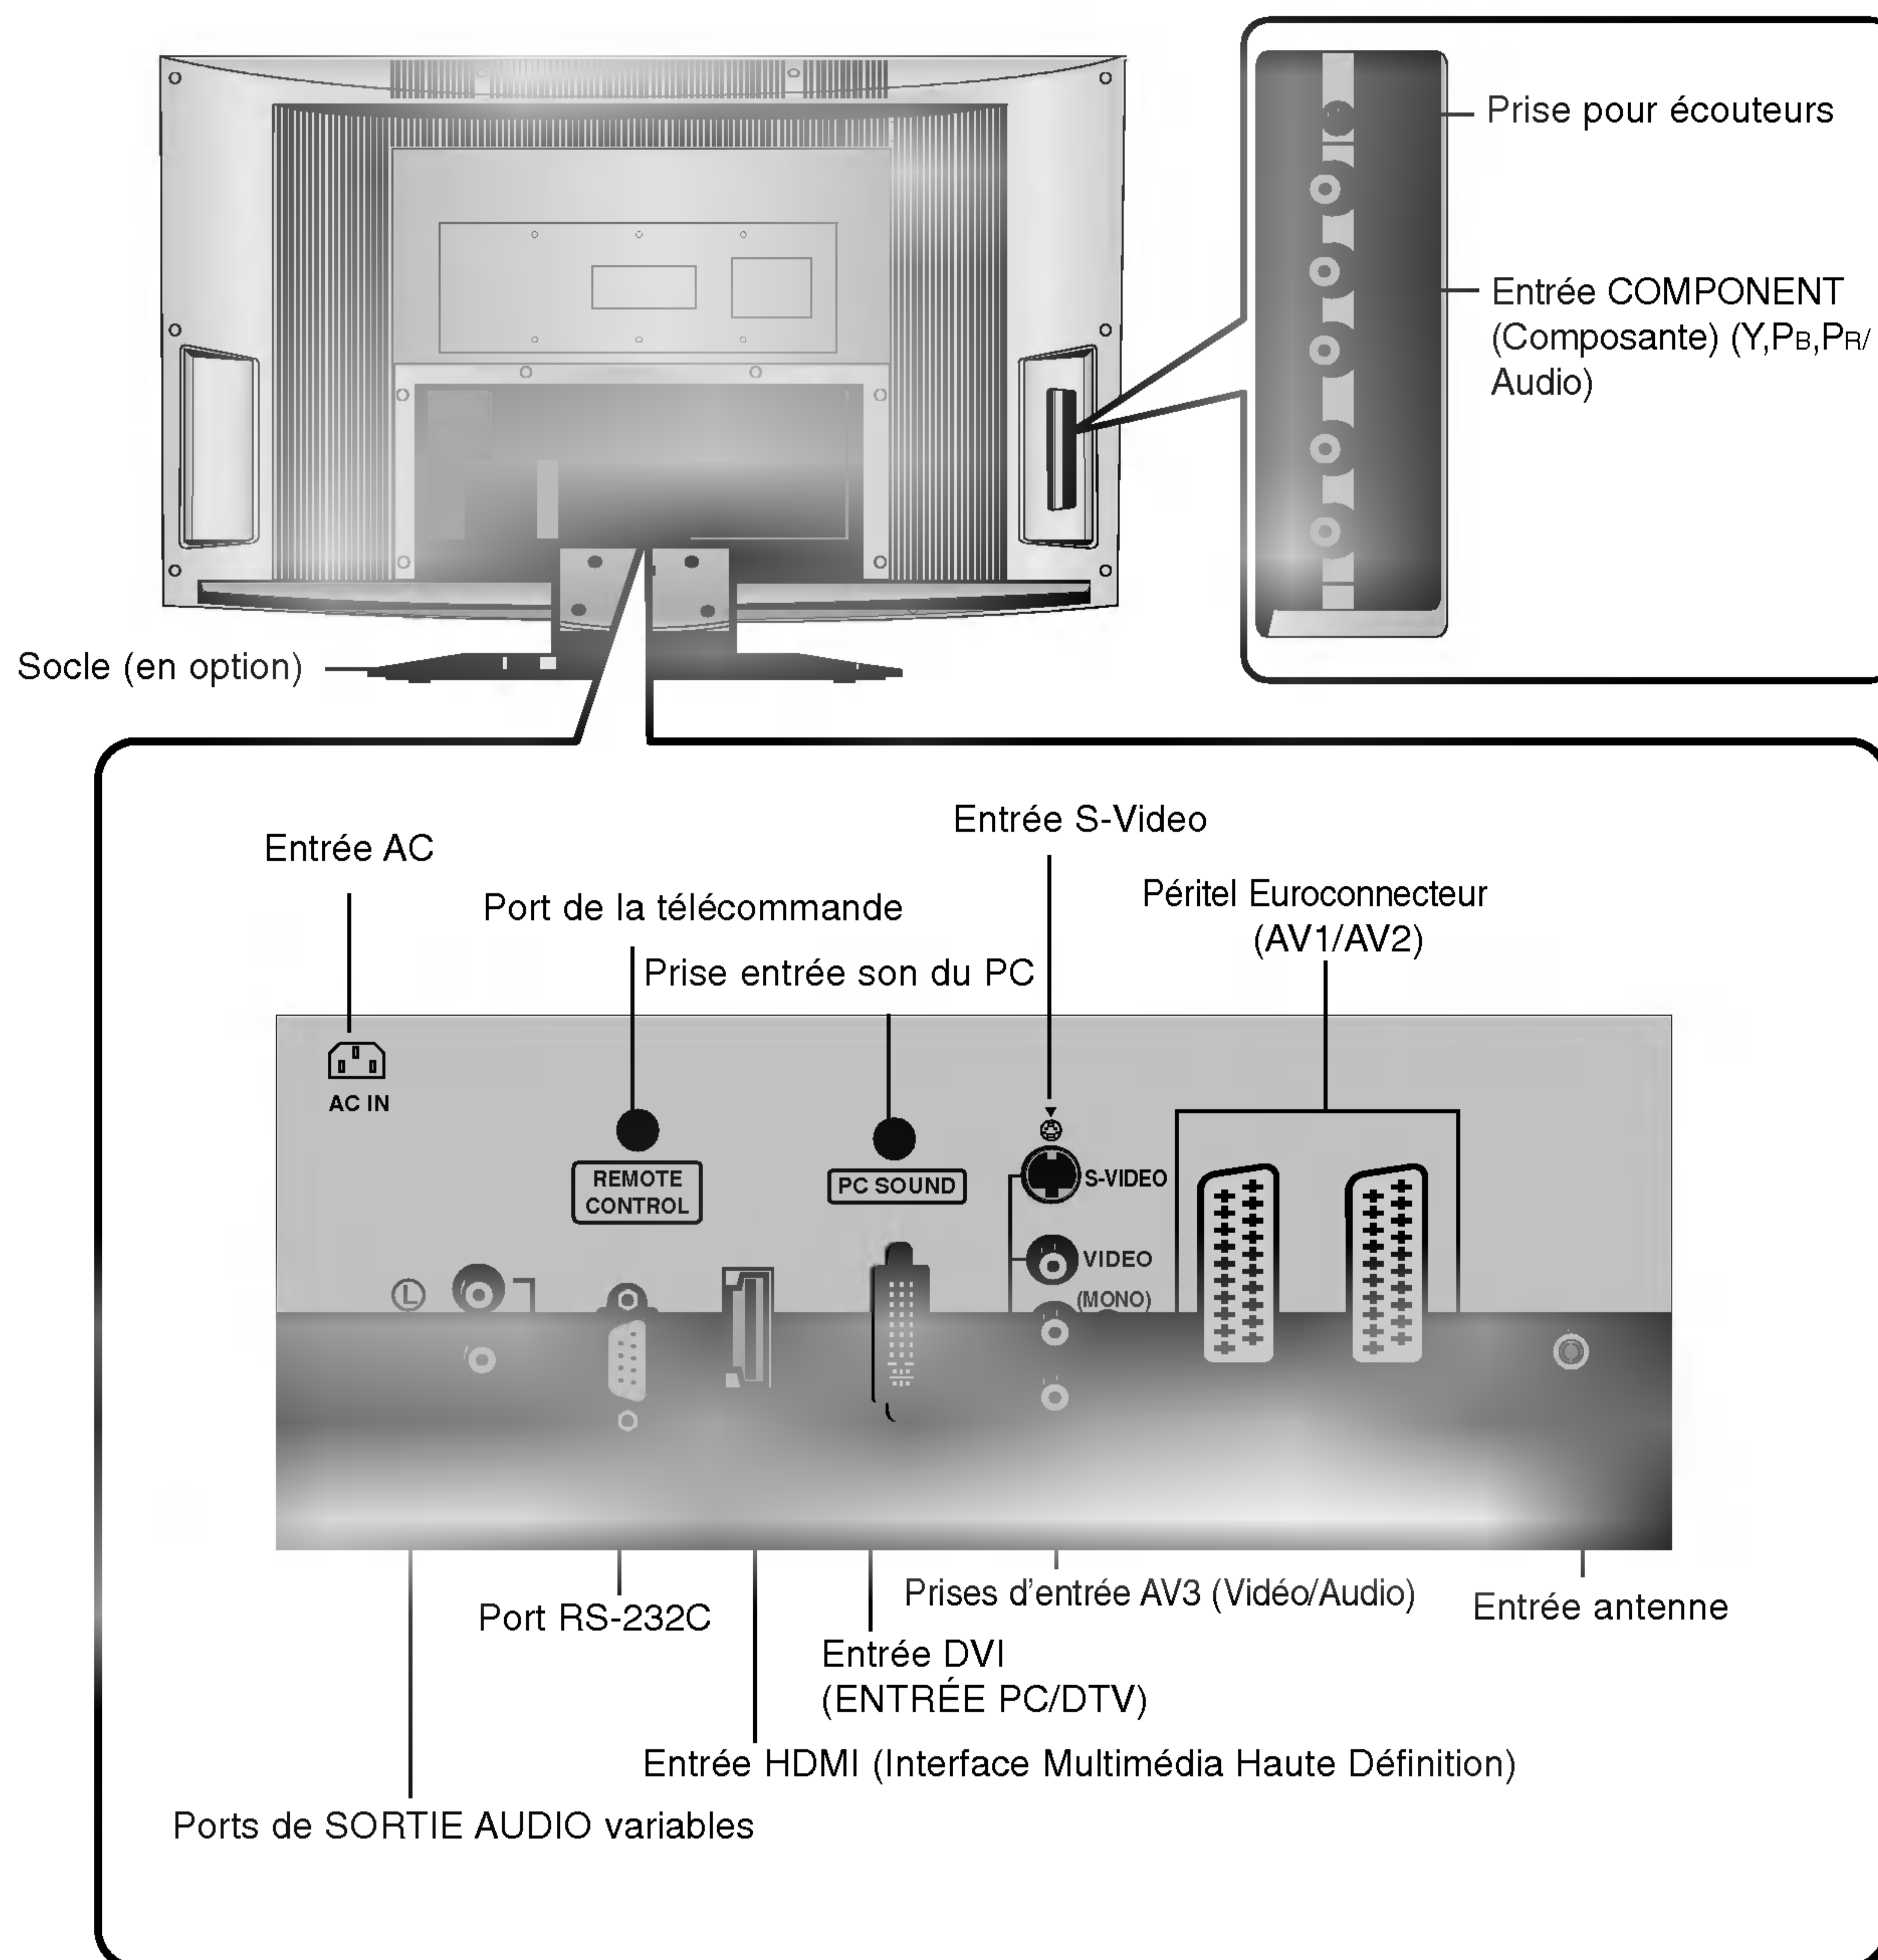 Prise pour écouteurs
Entrée COMPONENT
(Composante) (Y,PB,PR/
Audio)
Socle (en option)
Entrée S-Video
Entrée AC
Péritel Euroconnecteur
(AV1/AV2)
Port de la télécommande
Prise entrée son du PC
AC IN
REMOTE
CONTROL
PC SOUND
S-VIDEO
VIDEO
(MONO)
L
Prises d'entrée AV3 (Vidéo/Audio)
Entrée antenne
Port RS-232C
Entrée DVI
(ENTRÉE PC/DTV)
Entrée HDMI (Interface Multimédia Haute Définition)
Ports de SORTIE AUDIO variables